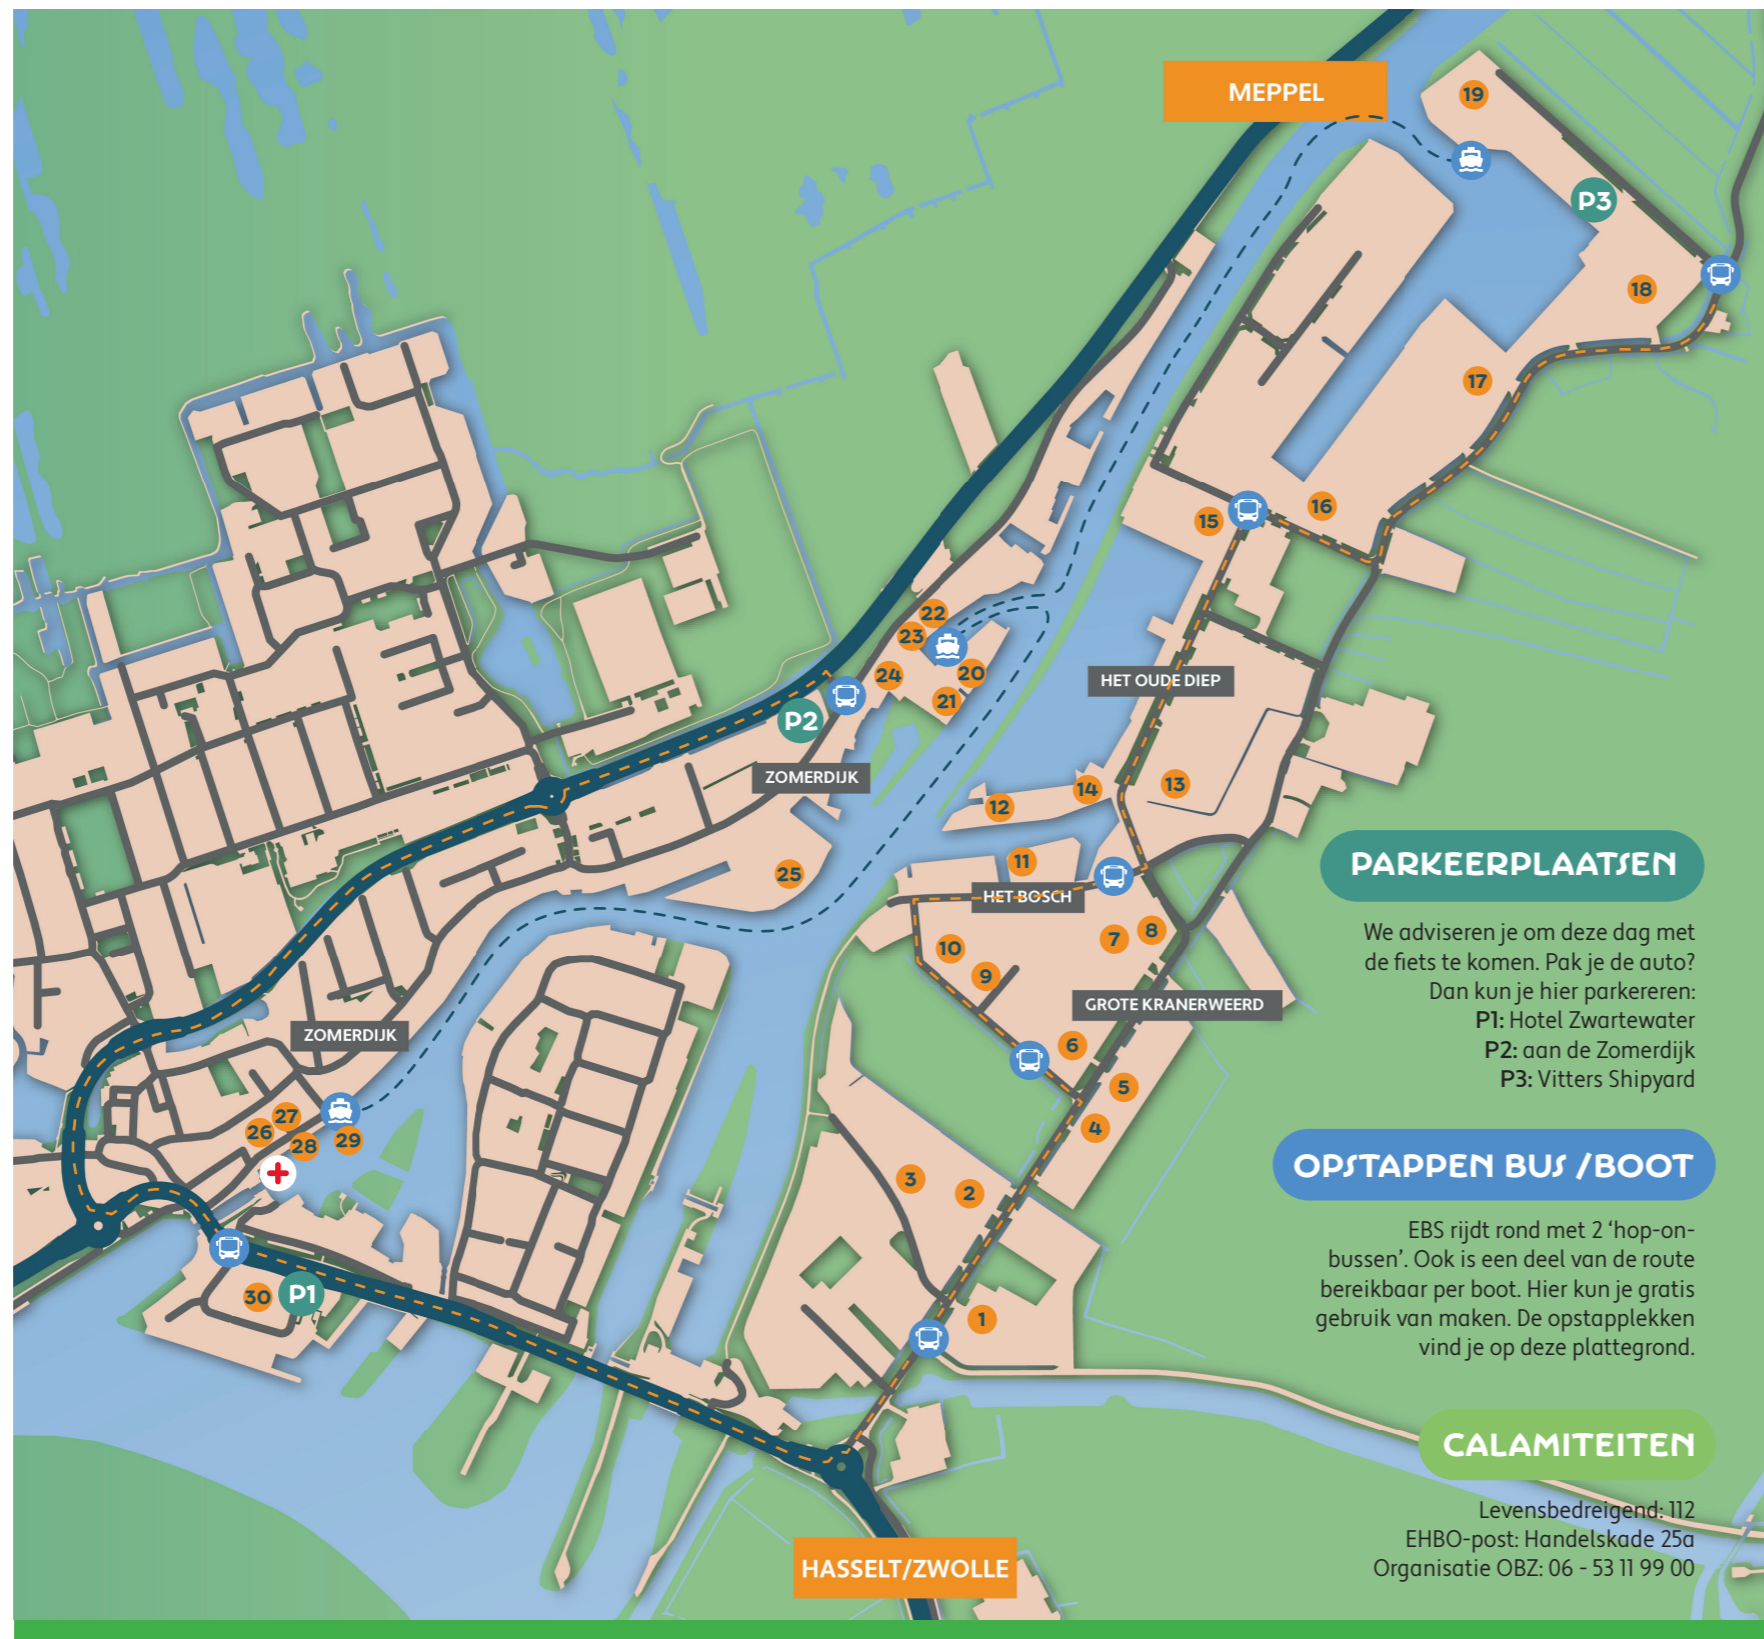 MEPPEL
19
P3
18
17
16
15
22
23
24
20
21
HET OUDE DIEP
P2
ZOMERDIJK
14
13
12
11
25
HET BOSCH
10
9
7
8
GROTE KRANERWEERD
6
5
4
ZOMERDIJK
27
26
28
29
3
2
30
P1
1
HASSELT/ZWOLLE
PARKEERPLAATSEN
We adviseren je om deze dag met
de fiets te komen. Pak je de auto?
Dan kun je hier parkereren:
P1: Hotel Zwartewater
P2: aan de Zomerdijk
P3: Vitters Shipyard
OPSTAPPEN BUS /BOOT
EBS rijdt rond met 2 ‘hop-on-
bussen’. Ook is een deel van de route
bereikbaar per boot. Hier kun je gratis
gebruik van maken. De opstapplekken
vind je op deze plattegrond.
CALAMITEITEN
Levensbedreigend: 112
EHBO-post: Handelskade 25a
Organisatie OBZ: 06 - 53 11 99 00